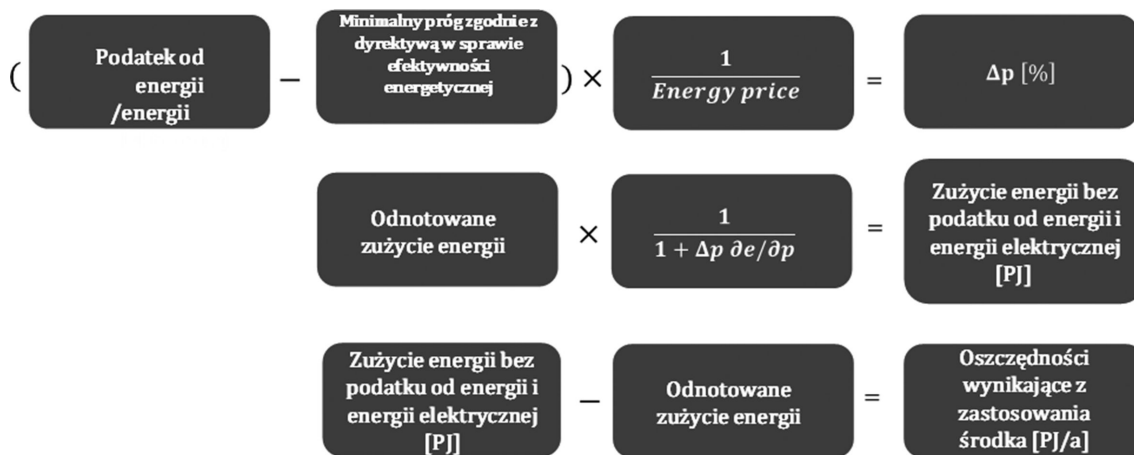 ( Podatek od
energii
/energii
−
Minimalny próg zgodnie z
dyrektywą w sprawie
efektywności
energetycznej
) ×
1
Energy price
=
Δp [%]
Odnotowane
zużycie energii
×
1
1 + Δp ∂e/∂p
=
Zużycie energii bez
podatku od energii i
energii elektrycznej
[PJ]
Zużycie energii bez
podatku od energii i
energii elektrycznej
[PJ]
−
Odnotowane
zużycie energii
=
Oszczędności
wynikające z
zastosowania
środka [PJ/a]